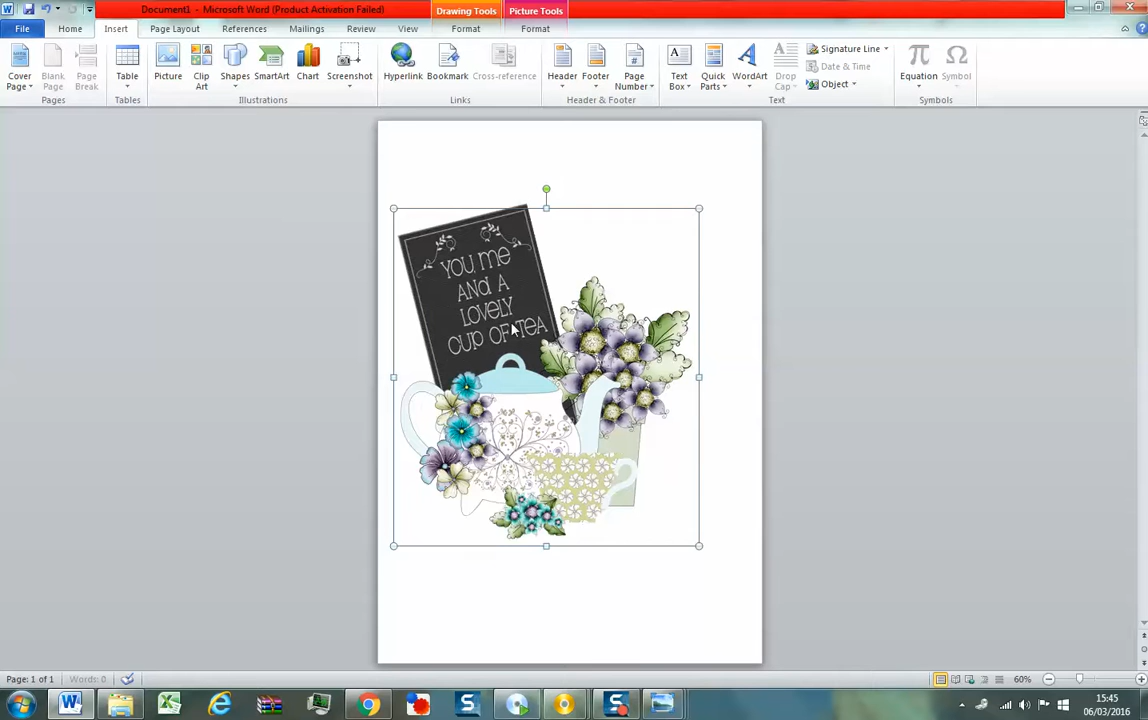 Document1 - Microsoft Word (Product Activation Failed)
Drawing Tools
Picture Tools
File
Home
Insert
Page Layout
References
Mailings
Review
View
Format
Format
Cover Page
Blank Page
Page Break
Table
Picture
Clip Art
Shapes
SmartArt
Chart
Screenshot
Hyperlink
Bookmark
Cross-reference
Header
Footer
Page Number
Text Box
Quick Parts
WordArt
Drop Cap
Signature Line
Date & Time
Object
Equation
Symbol
Pages
Tables
Illustrations
Links
Header & Footer
Text
Symbols
YOU, me
ANd A
LOVELY
CUP OF TEA
Page: 1 of 1
Words: 0
60%
15:45
06/03/2016